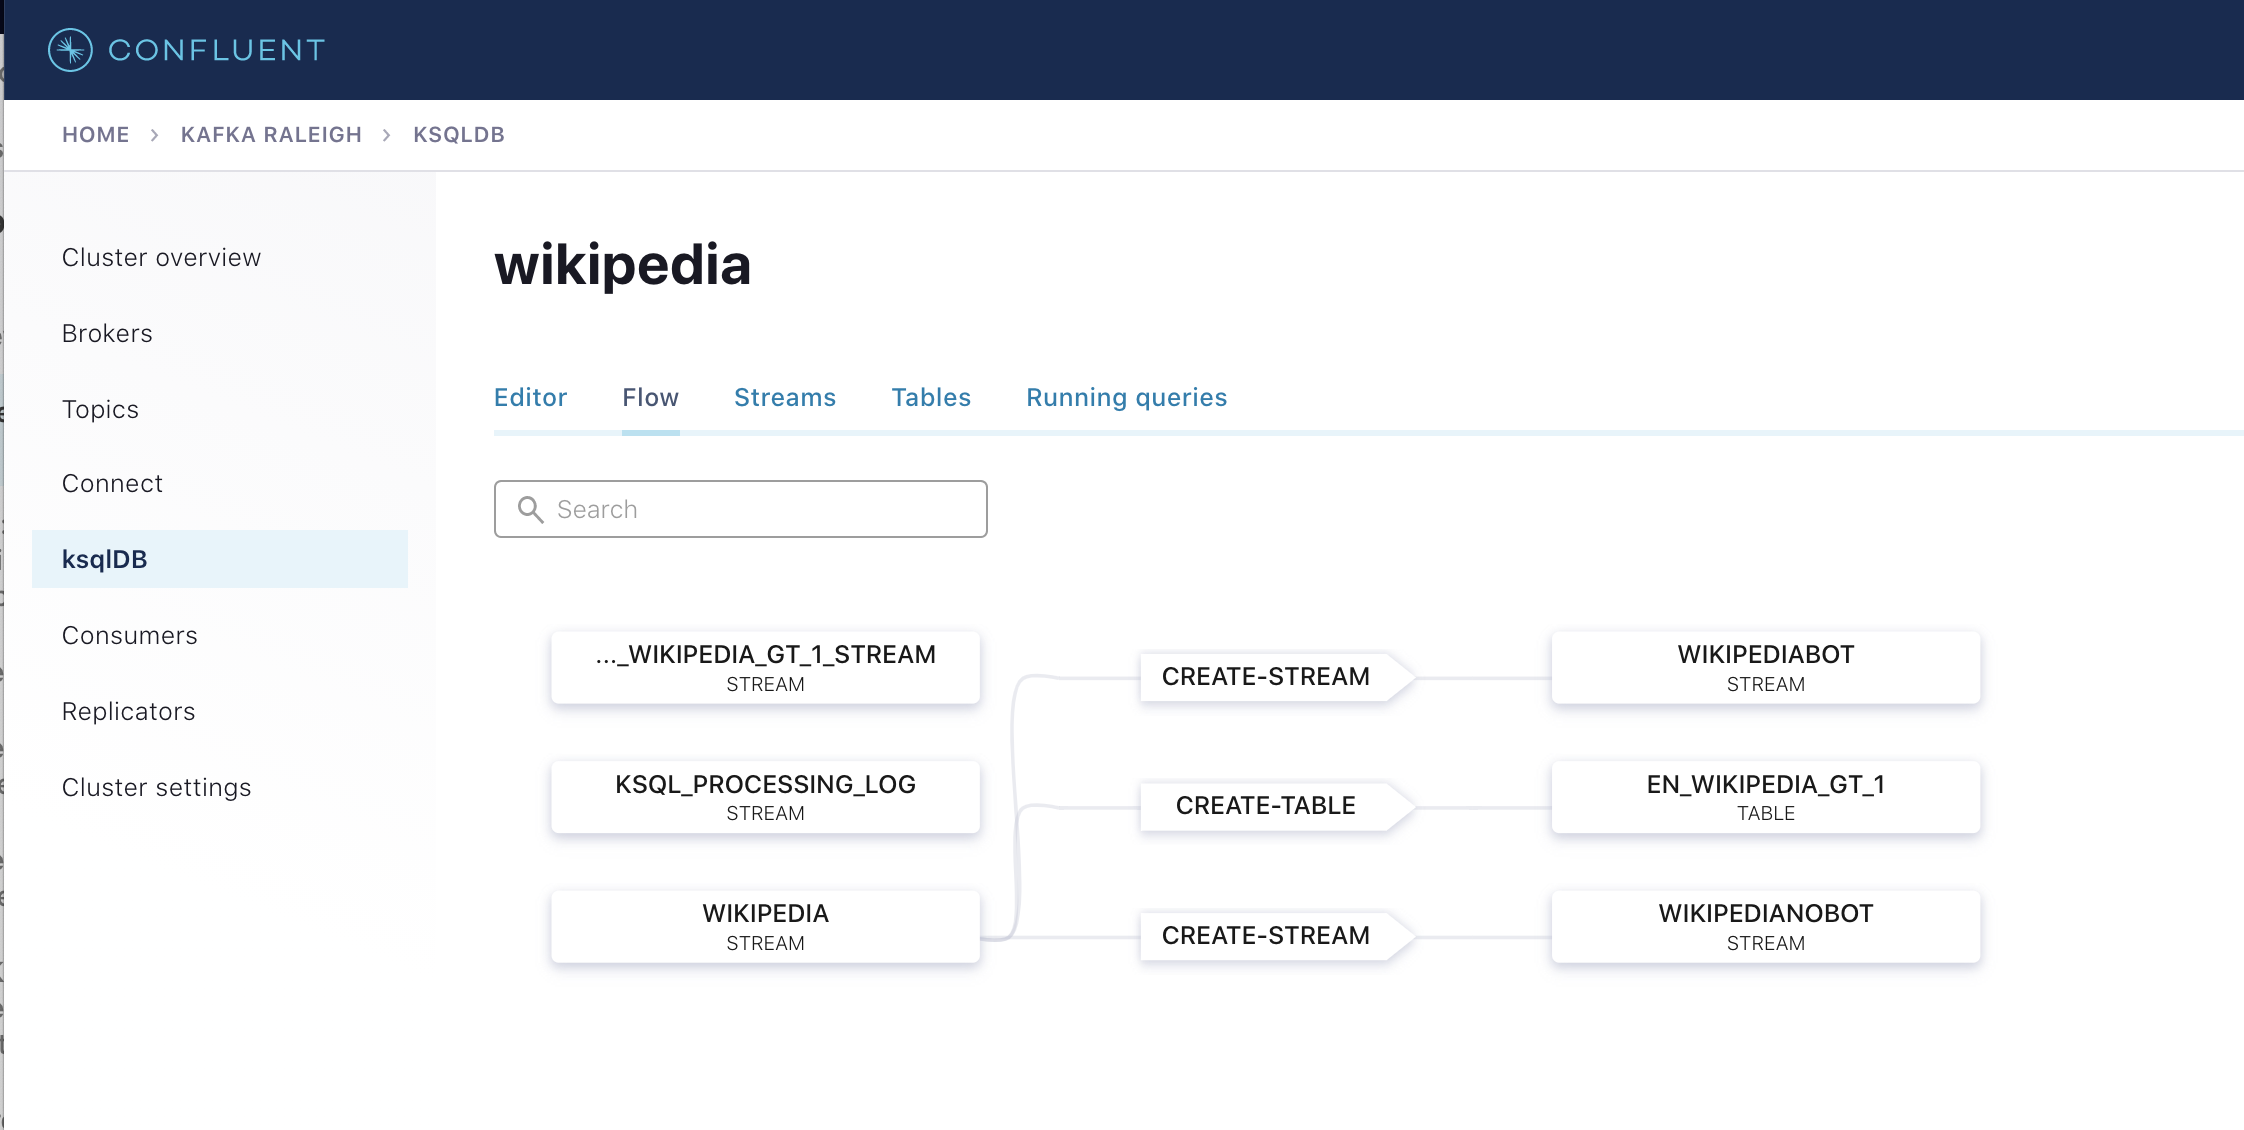 CONFLUENT
HOME > KAFKA RALEIGH > KSQLDB
Cluster overview
Brokers
Topics
Connect
ksqlDB
Consumers
Replicators
Cluster settings
wikipedia
Editor Flow Streams Tables Running queries
Search
..._WIKIPEDIA_GT_1_STREAM
STREAM
CREATE-STREAM
WIKIPEDIABOT
STREAM
KSQL_PROCESSING_LOG
STREAM
CREATE-TABLE
EN_WIKIPEDIA_GT_1
TABLE
WIKIPEDIA
STREAM
CREATE-STREAM
WIKIPEDIANOBOT
STREAM